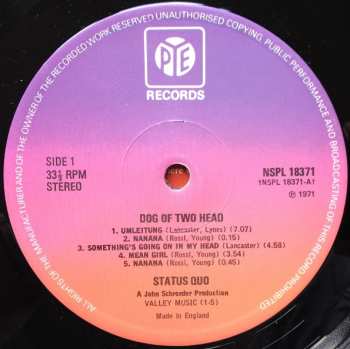 ALL RIGHTS OF THE MANUFACTURER AND OF THE OWNER OF THE RECORDED WORK RESERVED UNAUTHORISED COPYING, PUBLIC PERFORMANCE AND BROADCASTING OF THIS RECORD PROHIBITED
PYE
RECORDS
SIDE 1
33⅓ RPM
STEREO
NSPL 18371
1NSPL 18371-A1
Ⓟ 1971
DOG OF TWO HEAD
1. UMLEITUNG (Lancaster, Lynes) (7.07)
2. NANANA (Rossi, Young) (0.15)
3. SOMETHING'S GOING ON IN MY HEAD (Lancaster) (4.58)
4. MEAN GIRL (Rossi, Young) (3.54)
5. NANANA (Rossi, Young) (0.45)
STATUS QUO
A John Schroeder Production
VALLEY MUSIC (1-5)
Made in England